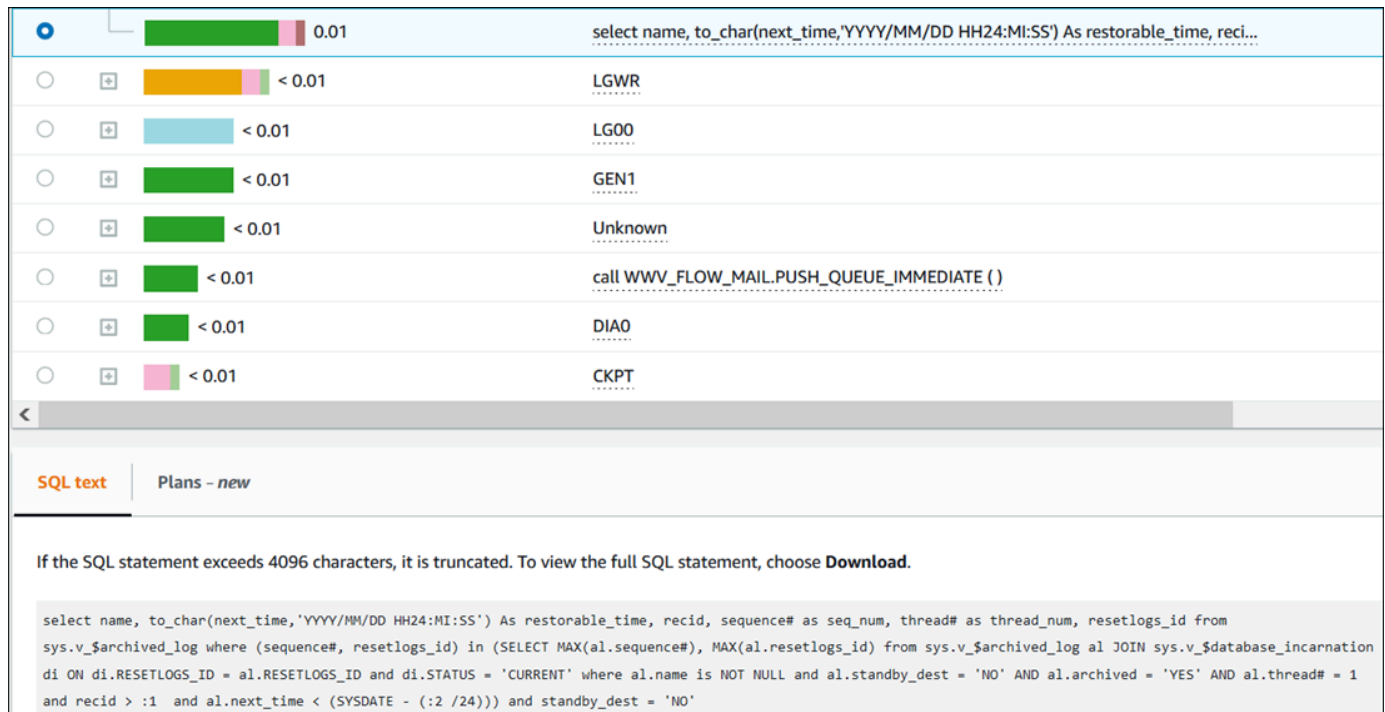 0.01 select name, to_char(next_time,'YYYY/MM/DD HH24:MI:SS') As restorable_time, reci...
< 0.01 LGWR
< 0.01 LG00
< 0.01 GEN1
< 0.01 Unknown
< 0.01 call WWV_FLOW_MAIL.PUSH_QUEUE_IMMEDIATE ( )
< 0.01 DIA0
< 0.01 CKPT
SQL text Plans - new
If the SQL statement exceeds 4096 characters, it is truncated. To view the full SQL statement, choose Download.
select name, to_char(next_time,'YYYY/MM/DD HH24:MI:SS') As restorable_time, recid, sequence# as seq_num, thread# as thread_num, resetlogs_id from
sys.v_$archived_log where (sequence#, resetlogs_id) in (SELECT MAX(al.sequence#), MAX(al.resetlogs_id) from sys.v_$archived_log al JOIN sys.v_$database_incarnation
di ON di.RESETLOGS_ID = al.RESETLOGS_ID and di.STATUS = 'CURRENT' where al.name is NOT NULL and al.standby_dest = 'NO' AND al.archived = 'YES' AND al.thread# = 1
and recid > :1  and al.next_time < (SYSDATE - (:2 /24))) and standby_dest = 'NO'